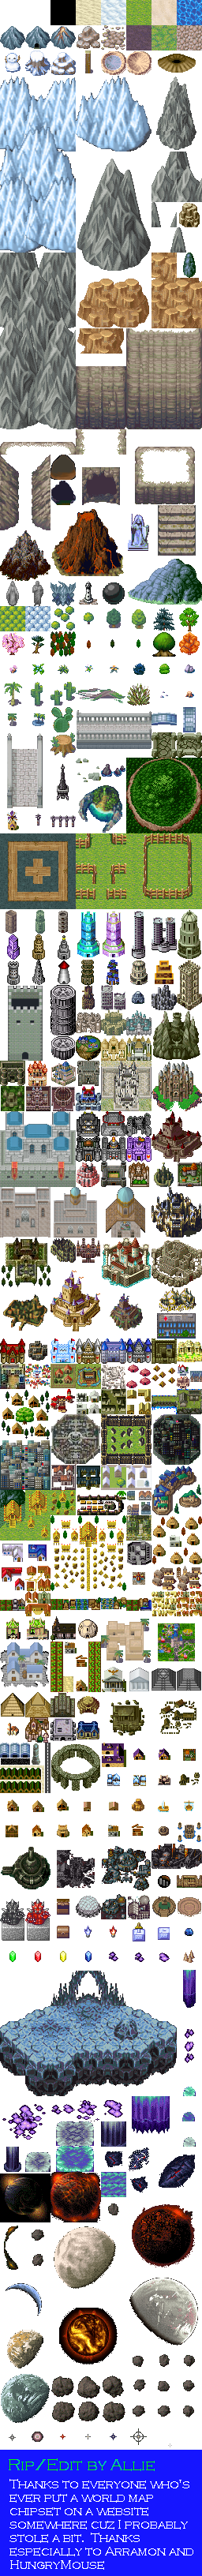 Rip/Edit by Allie
Thanks to everyone who's
ever put a world map
chipset on a website
somewhere cuz I probably
stole a bit. Thanks
especially to Arramon and
HungryMouse